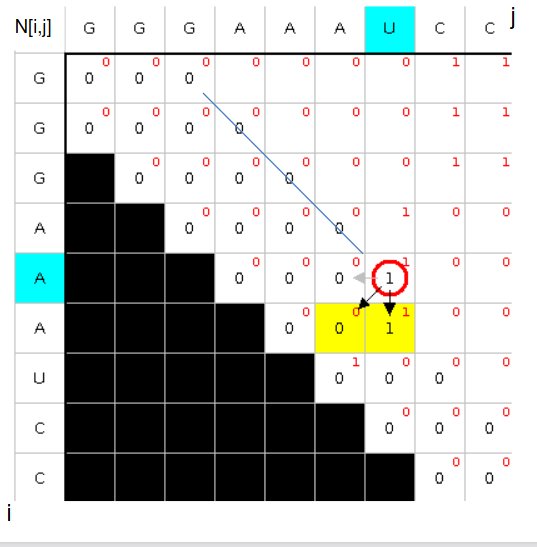 N[i,j] G G G A A A U C C j
0 0 0 0 0 0 0 1 1
G 0 0 0
0 0 0 0 0 0 0 1 1
G 0 0 0 0
0 0 0 0 0 0 1 1
G 0 0 0 0
0 0 0 0 1 0 0
A 0 0 0 0
0 0 0 1 0 0
A 0 0 0 1
0 0 1 0 0
A 0 0 1
1 0 0 0
U 0 0 0
0 0 0
C 0 0 0
0 0
C 0 0
i